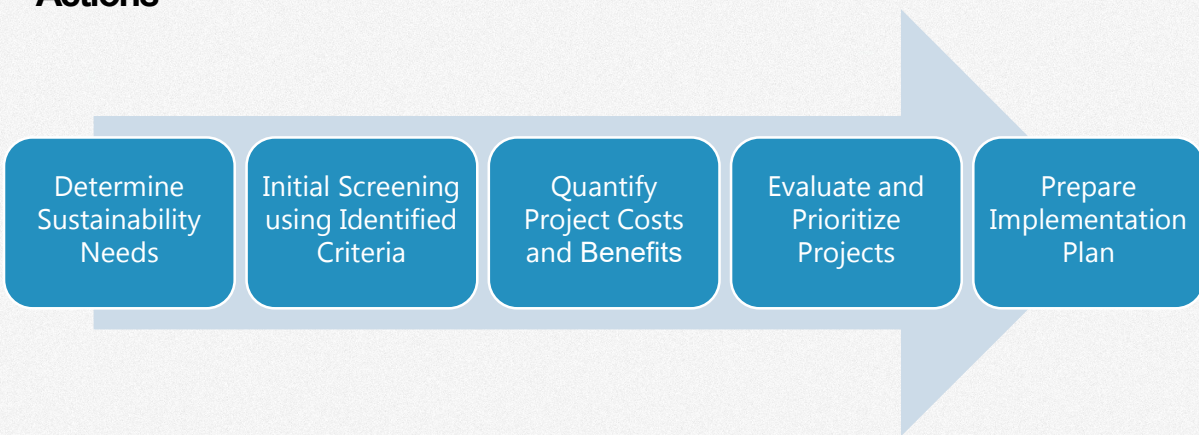 Actions
Determine
Sustainability
Needs
Initial Screening
using Identified
Criteria
Quantify
Project Costs
and Benefits
Evaluate and
Prioritize
Projects
Prepare
Implementation
Plan